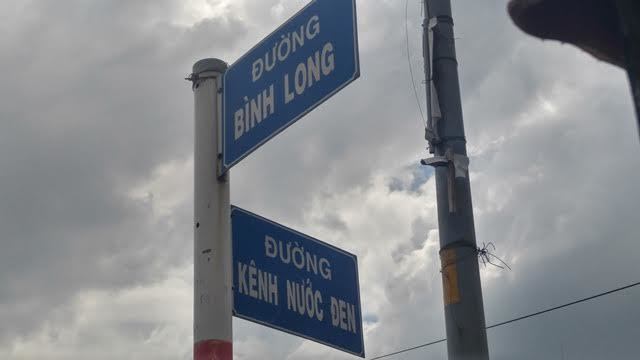 ĐƯỜNG
BÌNH LONG
ĐƯỜNG
KÊNH NƯỚC ĐEN